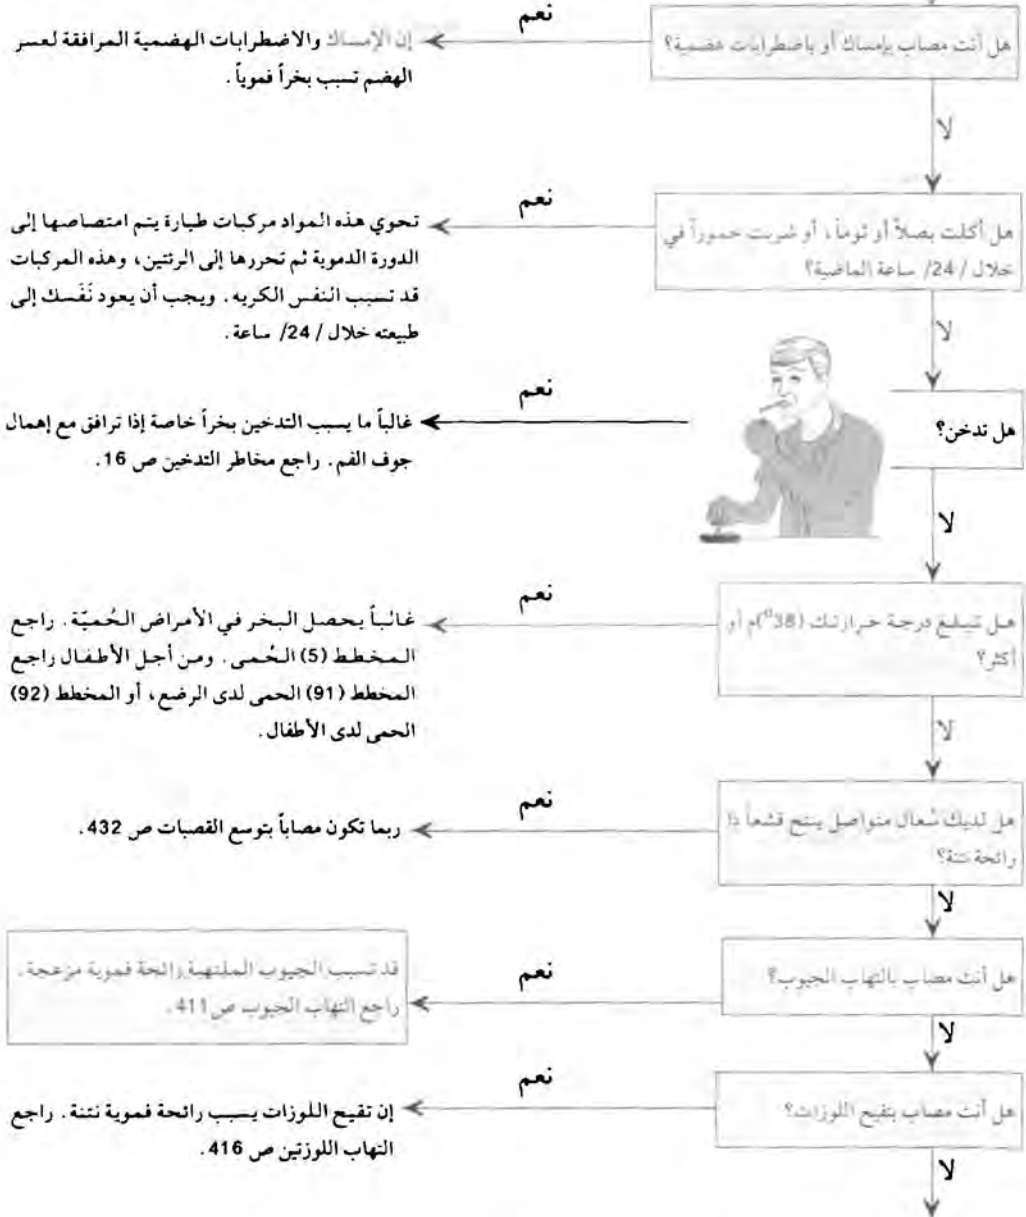 هل أنت مصاب بإمساك أو باضطرابات هضمية؟
نعم
إن الإمساك والاضطرابات الهضمية المرافقة لعسر
الهضم تسبب بخراً فموياً.
لا
هل أكلت بصلاً أو ثوماً، أو شربت خموراً في
خلال /24/ ساعة الماضية؟
نعم
تحوي هذه المواد مركبات طيارة يتم امتصاصها إلى
الدورة الدموية ثم تحررها إلى الرئتين، وهذه المركبات
قد تسبب النفس الكريه. ويجب أن يعود نَفَسك إلى
طبيعته خلال /24/ ساعة.
لا
هل تدخن؟
نعم
غالباً ما يسبب التدخين بخراً خاصة إذا ترافق مع إهمال
جوف الفم. راجع مخاطر التدخين ص 16.
لا
هل تبلغ درجة حرارتك (38°)م أو
أكثر؟
نعم
غالباً يحصل البخر في الأمراض الحُميّة. راجع
المخطط (5) الحُمى. ومن أجل الأطفال راجع
المخطط (91) الحمى لدى الرضع، أو المخطط (92)
الحمى لدى الأطفال.
لا
هل لديك سُعال متواصل ينتج قشعاً ذا
رائحة نتنة؟
نعم
ربما تكون مصاباً بتوسع القصبات ص 432.
لا
هل أنت مصاب بالتهاب الجيوب؟
نعم
قد تسبب الجيوب الملتهبة رائحة فموية مزعجة.
راجع التهاب الجيوب ص 411.
لا
هل أنت مصاب بتقيح اللوزات؟
نعم
إن تقيح اللوزات يسبب رائحة فموية نتنة. راجع
التهاب اللوزتين ص 416.
لا